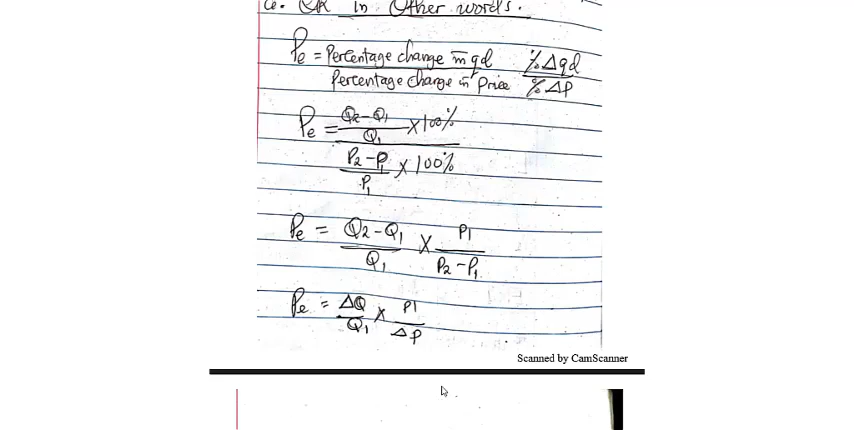 ie. OR in Other words.
Pe = Percentage change in qd / Percentage change in price %Δqd / %ΔP
Pe = Q2-Q1 / Q1 X 100% / P2-P1 / P1 X 100%
Pe = Q2-Q1 / Q1 X P1 / P2-P1
Pe = ΔQ / Q1 X P1 / ΔP
Scanned by CamScanner